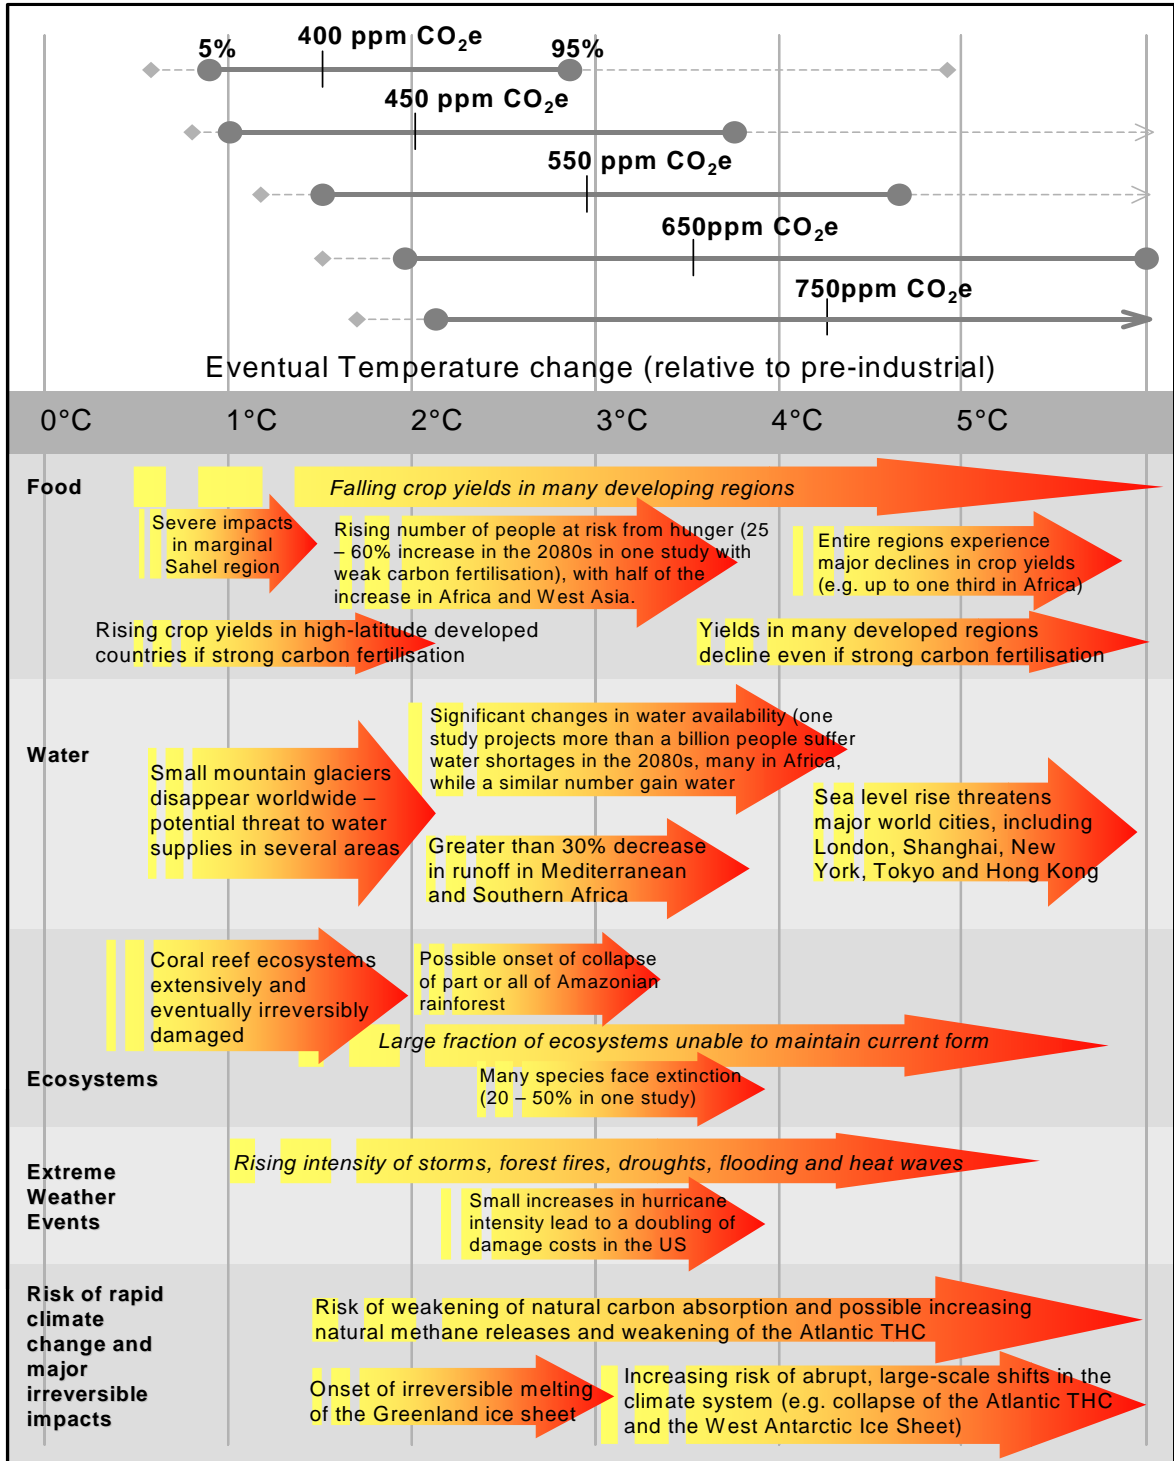 400 ppm CO₂e
5%
95%
450 ppm CO₂e
550 ppm CO₂e
650ppm CO₂e
750ppm CO₂e
Eventual Temperature change (relative to pre-industrial)
0°C 1°C 2°C 3°C 4°C 5°C
Food
Falling crop yields in many developing regions
Severe impacts
in marginal
Sahel region
Rising number of people at risk from hunger (25
– 60% increase in the 2080s in one study with
weak carbon fertilisation), with half of the
increase in Africa and West Asia.
Entire regions experience
major declines in crop yields
(e.g. up to one third in Africa)
Rising crop yields in high-latitude developed
countries if strong carbon fertilisation
Yields in many developed regions
decline even if strong carbon fertilisation
Water
Small mountain glaciers
disappear worldwide –
potential threat to water
supplies in several areas
Significant changes in water availability (one
study projects more than a billion people suffer
water shortages in the 2080s, many in Africa,
while a similar number gain water
Greater than 30% decrease
in runoff in Mediterranean
and Southern Africa
Sea level rise threatens
major world cities, including
London, Shanghai, New
York, Tokyo and Hong Kong
Ecosystems
Coral reef ecosystems
extensively and
eventually irreversibly
damaged
Possible onset of collapse
of part or all of Amazonian
rainforest
Large fraction of ecosystems unable to maintain current form
Many species face extinction
(20 – 50% in one study)
Extreme
Weather
Events
Rising intensity of storms, forest fires, droughts, flooding and heat waves
Small increases in hurricane
intensity lead to a doubling of
damage costs in the US
Risk of rapid
climate
change and
major
irreversible
impacts
Risk of weakening of natural carbon absorption and possible increasing
natural methane releases and weakening of the Atlantic THC
Onset of irreversible melting
of the Greenland ice sheet
Increasing risk of abrupt, large-scale shifts in the
climate system (e.g. collapse of the Atlantic THC
and the West Antarctic Ice Sheet)